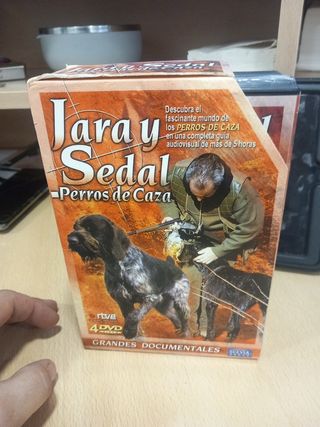 Jara y
Sedal
Perros de Caza
Descubra el
fascinante mundo de
los PERROS DE CAZA
en una completa guía
audiovisual de más de 5 horas
rtve
4 DVD
GRANDES DOCUMENTALES